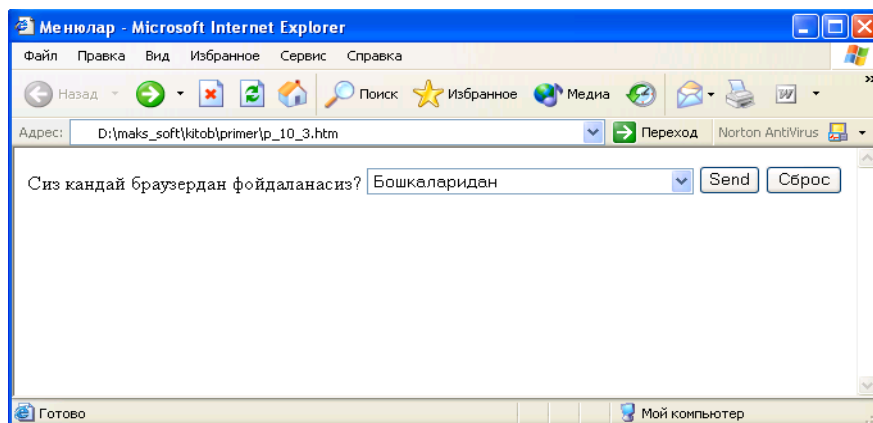 Менюлар - Microsoft Internet Explorer
Файл Правка Вид Избранное Сервис Справка
Назад Поиск Избранное Медиа W »
Адрес: D:\maks_soft\kitob\primer\p_10_3.htm Переход Norton AntiVirus
Сиз кандай браузердан фойдаланасиз? Бошкаларидан Send Сброс
Готово Мой компьютер